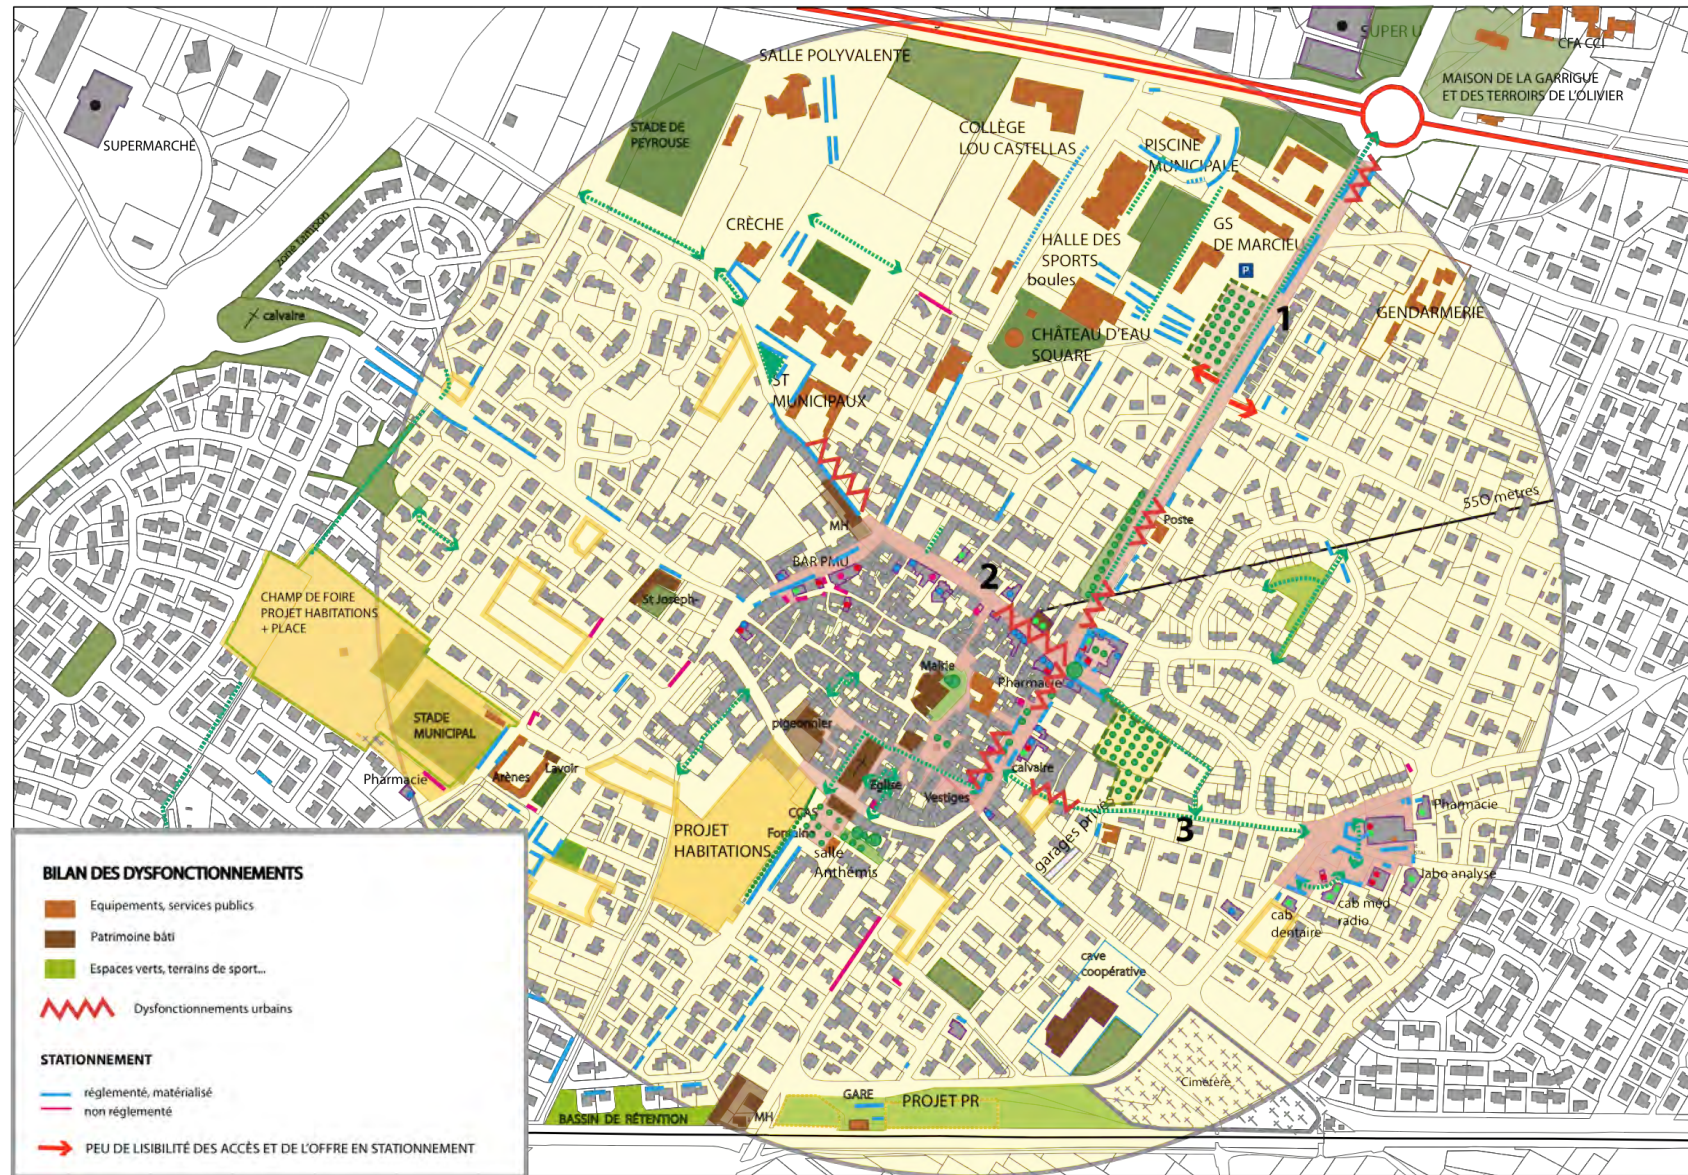 SALLE POLYVALENTE
SUPER U
CFA CCI
MAISON DE LA GARRIGUE
ET DES TERROIRS DE L'OLIVIER
SUPERMARCHÉ
STADE DE
PEYROUSE
COLLÈGE
LOU CASTELLAS
PISCINE
MUNICIPALE
zone tampon
CRÈCHE
HALLE DES
SPORTS
boules
GS
DE MARCIEU
P
calvaire
1
GENDARMERIE
CHÂTEAU D'EAU
SQUARE
ST
MUNICIPAUX
550 mètres
MH
Poste
BAR PMU
2
CHAMP DE FOIRE
PROJET HABITATIONS
+ PLACE
St Joseph
Mairie
Pharmacie
pigeonnier
STADE
MUNICIPAL
Arènes
Lavoir
Pharmacie
Eglise
Vestiges
calvaire
garages privés
Pharmacie
CCAS
Fontaine
3
PROJET
HABITATIONS
salle
Anthémis
labo analyse
cab med
radio
cab
dentaire
cave
coopérative
Cimetère
GARE
PROJET PR
BASSIN DE RÉTENTION
MH
BILAN DES DYSFONCTIONNEMENTS
Equipements, services publics
Patrimoine bâti
Espaces verts, terrains de sport...
Dysfonctionnements urbains
STATIONNEMENT
réglementé, matérialisé
non réglementé
PEU DE LISIBILITÉ DES ACCÈS ET DE L'OFFRE EN STATIONNEMENT